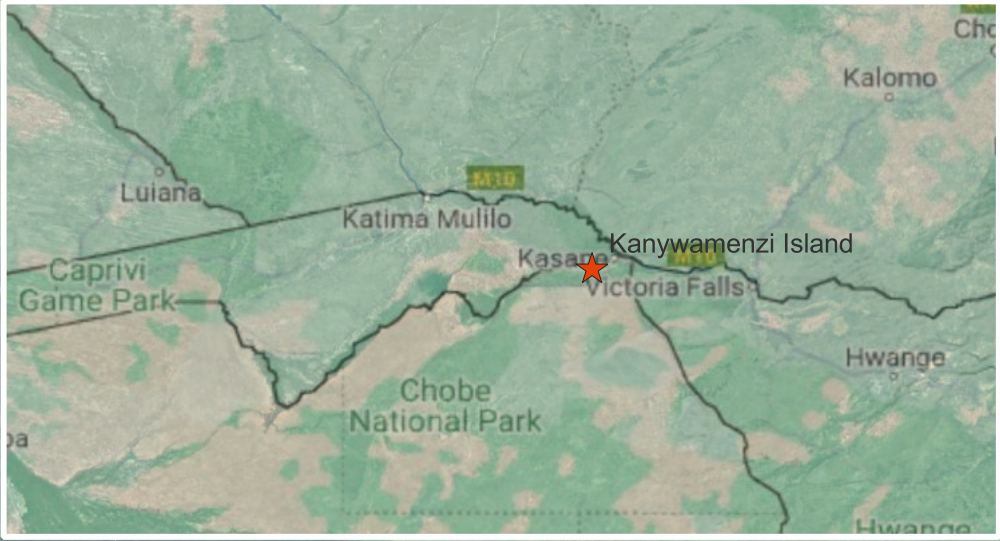 Cho
Kalomo
M10
Luiana
Katima Mulilo
Kanywamenzi Island
Kasane
M10
Caprivi
Game Park
Victoria Falls
Hwange
Chobe
National Park
pa
Hwange